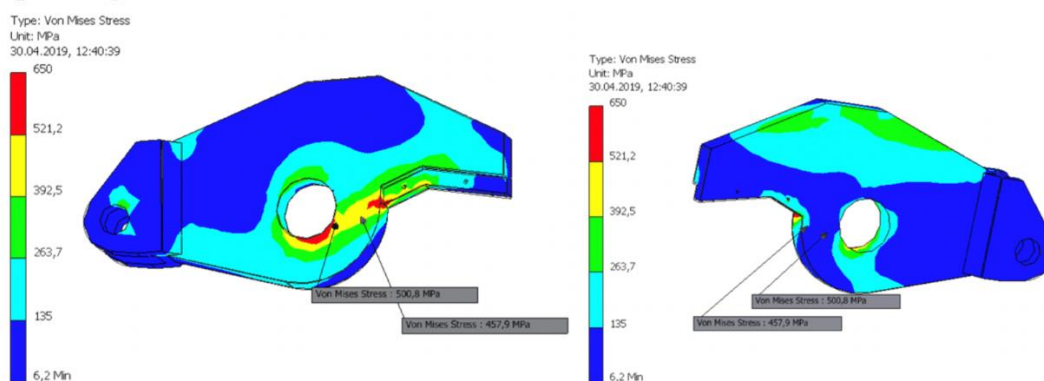 Type: Von Mises Stress
Unit: MPa
30.04.2019, 12:40:39
650
521,2
392,5
263,7
135
6,2 Min
Von Mises Stress : 500,8 MPa
Von Mises Stress : 457,9 MPa
Type: Von Mises Stress
Unit: MPa
30.04.2019, 12:40:39
650
521,2
392,5
263,7
135
6,2 Min
Von Mises Stress : 500,8 MPa
Von Mises Stress : 457,9 MPa